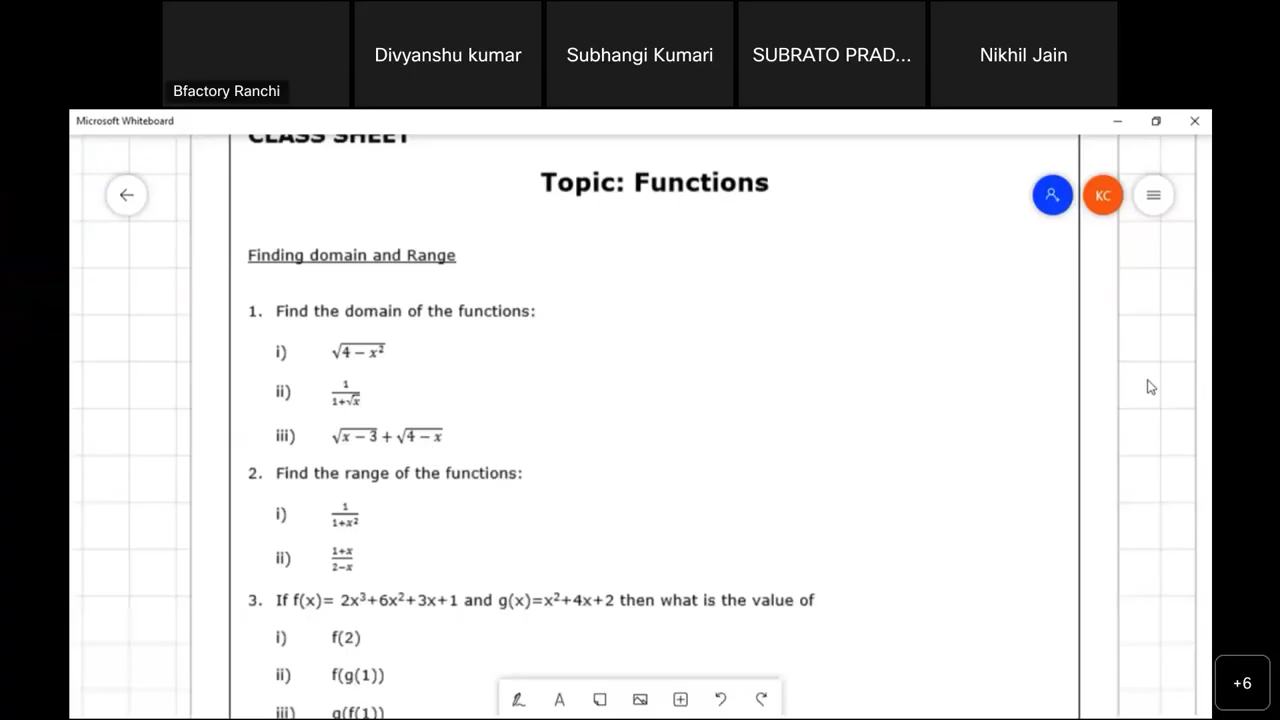 Divyanshu kumar
Subhangi Kumari
SUBRATO PRAD...
Nikhil Jain
Bfactory Ranchi
Microsoft Whiteboard
CLASS SHEET
Topic: Functions
KC
Finding domain and Range
1. Find the domain of the functions:
i) √(4 − x²)
ii) 1/(1+√x)
iii) √(x − 3) + √(4 − x)
2. Find the range of the functions:
i) 1/(1+x²)
ii) (1+x)/(2−x)
3. If f(x)= 2x³+6x²+3x+1 and g(x)=x²+4x+2 then what is the value of
i) f(2)
ii) f(g(1))
iii) g(f(1))
A
+6